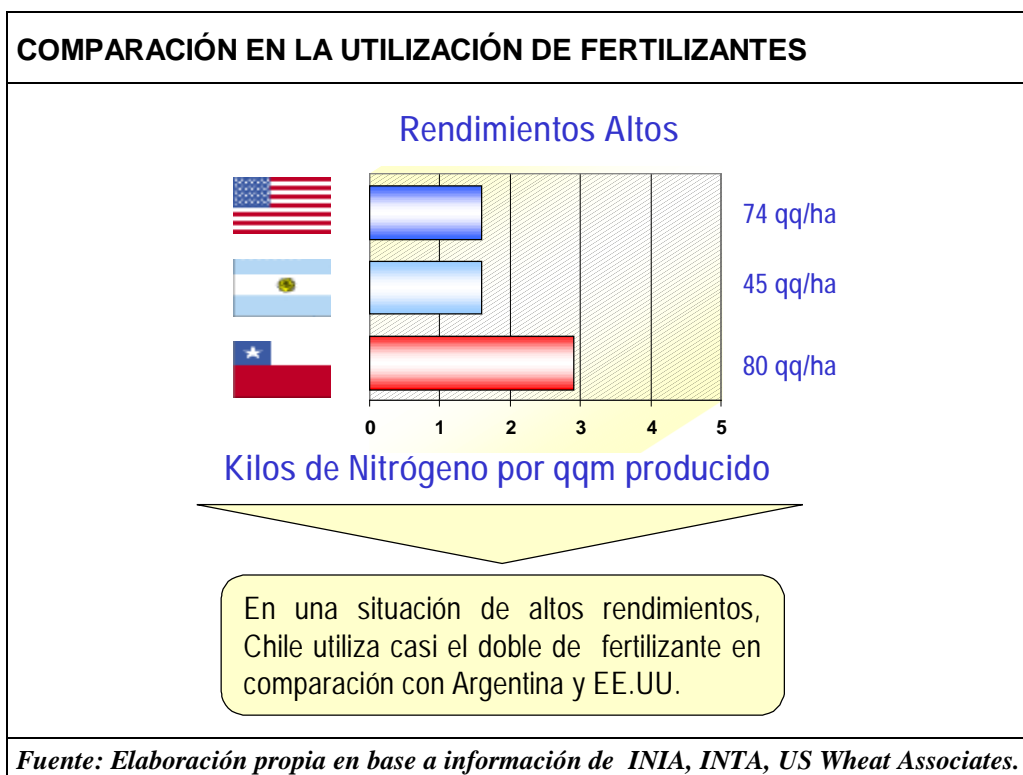 COMPARACIÓN EN LA UTILIZACIÓN DE FERTILIZANTES
Rendimientos Altos
74 qq/ha
45 qq/ha
80 qq/ha
0 1 2 3 4 5
Kilos de Nitrógeno por qqm producido
En una situación de altos rendimientos,
Chile utiliza casi el doble de fertilizante en
comparación con Argentina y EE.UU.
Fuente: Elaboración propia en base a información de INIA, INTA, US Wheat Associates.